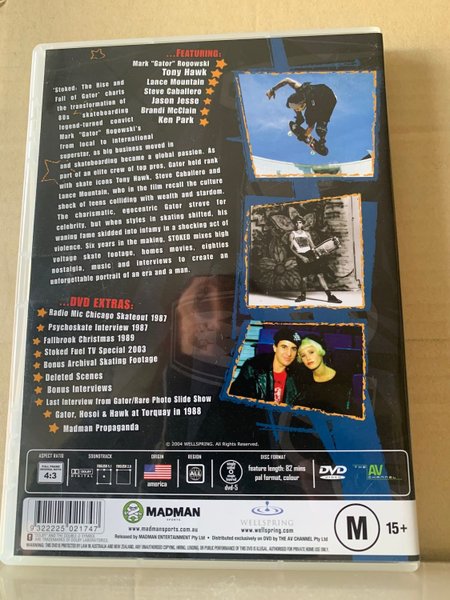 ...FEATURING:
Mark "Gator" Rogowski
Tony Hawk
Lance Mountain
Steve Caballero
Jason Jesse
Brandi McClain
Ken Park
'Stoked: The Rise and
Fall of Gator' charts
the transformation of
80s skateboarding
legend-turned convict
Mark "Gator" Rogowski's
from local to international
superstar, as big business moved in
and skateboarding became a global passion. As
part of an elite crew of top pros, Gator held rank
with skate icons Tony Hawk, Steve Caballero and
Lance Mountain, who in the film recall the culture
shock of teens colliding with wealth and stardom.
The charismatic, egocentric Gator strove for
celebrity, but when styles in skating shifted, his
waning fame skidded into infamy in a shocking act of
violence. Six years in the making, STOKED mixes high
voltage skate footage, home movies, eighties
nostalgia, music and interviews to create an
unforgettable portrait of an era and a man.
...DVD EXTRAS:
Radio Mic Chicago Skateout 1987
Psychoskate Interview 1987
Fallbrook Christmas 1989
Stoked Fuel TV Special 2003
Bonus Archival Skating Footage
Deleted Scenes
Bonus Interviews
Last Interview from Gator/Rare Photo Slide Show
Gator, Hosoi & Hawk at Torquay in 1988
Madman Propaganda
© 2004 WELLSPRING. All Rights Reserved.
ASPECT RATIO SOUNDTRACK ORIGIN REGION DISC FORMAT
FULL FRAME
4:3
DOLBY
DIGITAL
america
ALL
dvd-5
feature length: 82 mins
pal format, colour
DVD
VIDEO
THE AV
CHANNEL
9 322225 021747
MADMAN
SPORTS
www.madmansports.com.au
WELLSPRING
www.wellspring.com
M 15+
Released by MADMAN ENTERTAINMENT Pty Ltd - Distributed exclusively on DVD by THE AV CHANNEL Pty Ltd